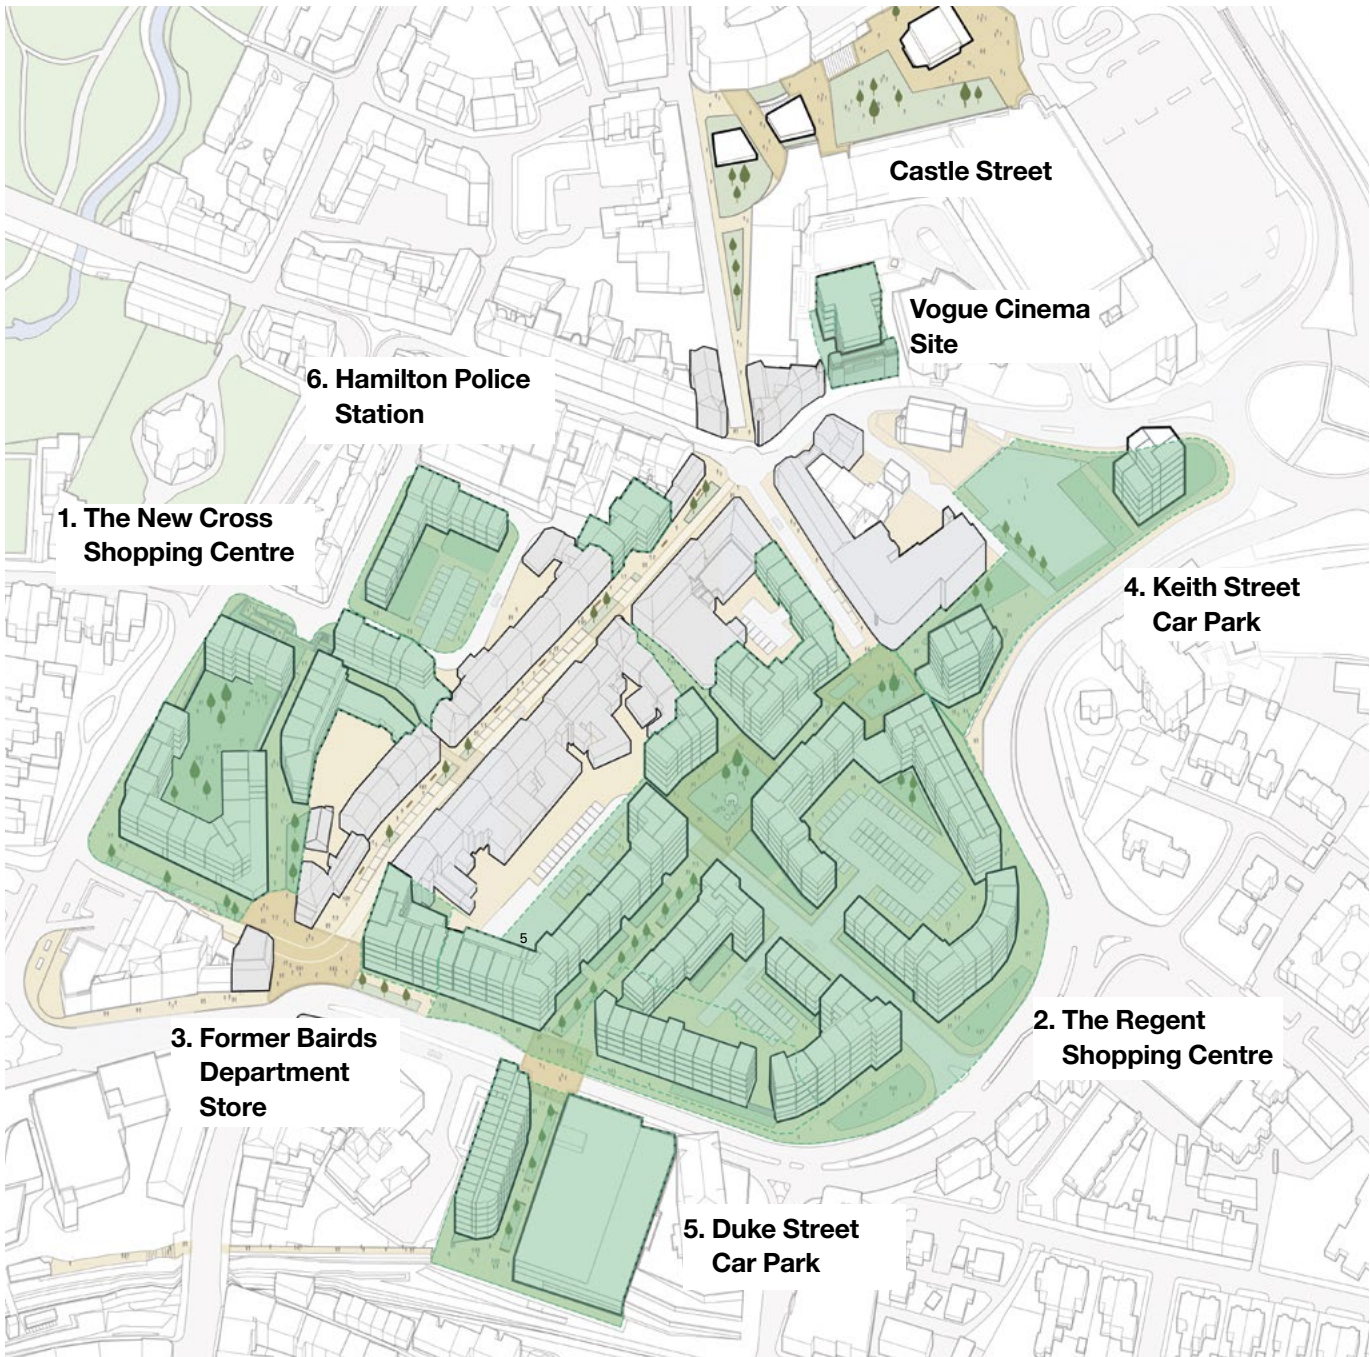 Castle Street
Vogue Cinema
Site
6. Hamilton Police
Station
1. The New Cross
Shopping Centre
4. Keith Street
Car Park
5
2. The Regent
Shopping Centre
3. Former Bairds
Department
Store
5. Duke Street
Car Park